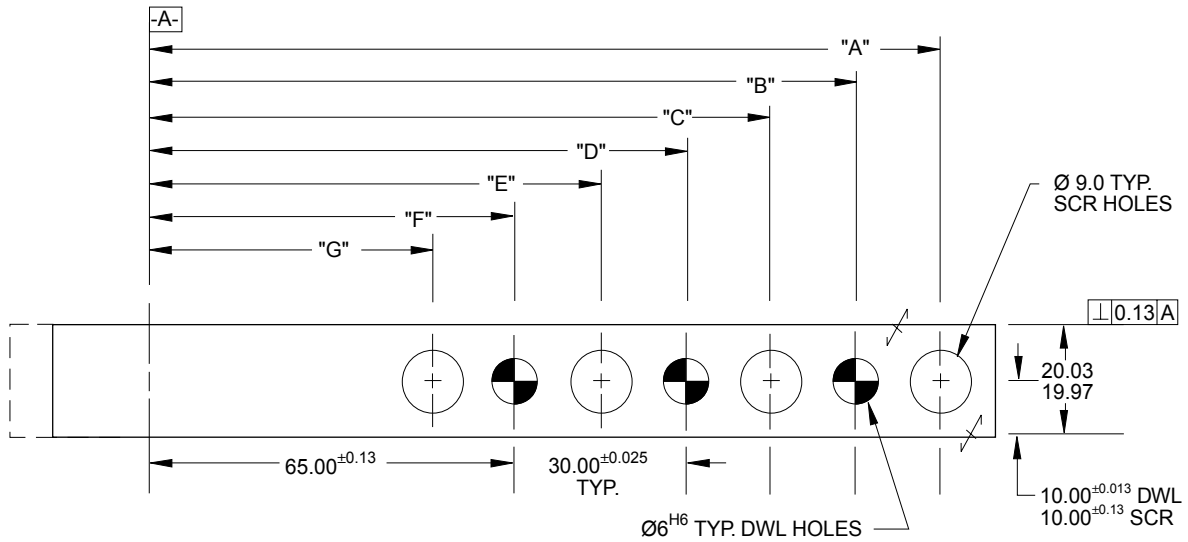 -A-
"A"
"B"
"C"
"D"
"E"
"F"
"G"
Ø 9.0 TYP.
SCR HOLES
⊥ 0.13 A
20.03
19.97
65.00±0.13
30.00±0.025
TYP.
10.00±0.013 DWL
10.00±0.13 SCR
Ø6H6 TYP. DWL HOLES